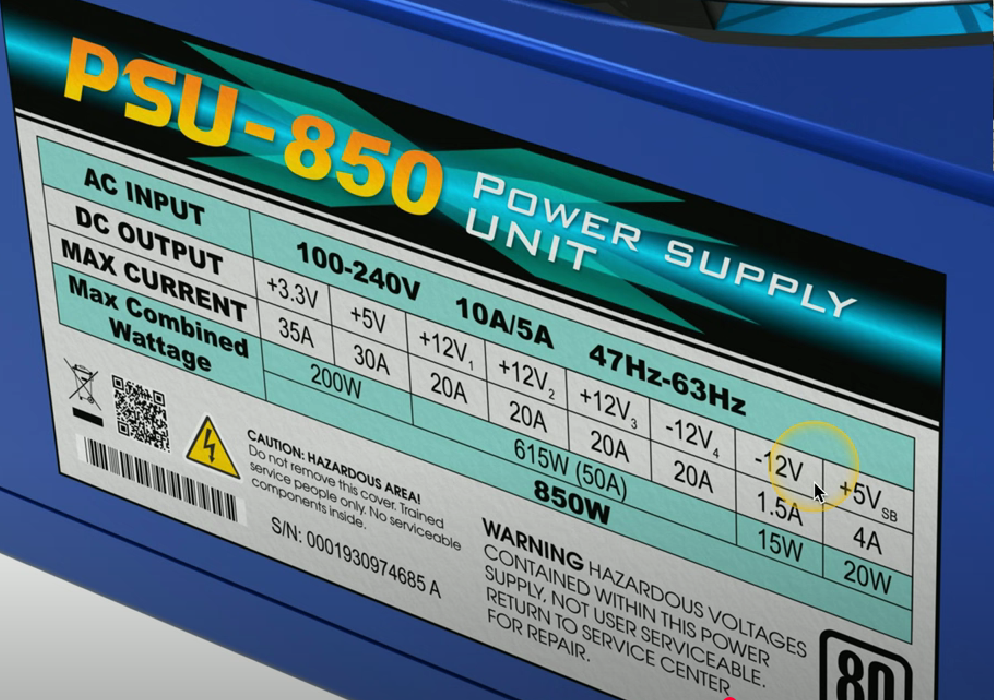 PSU-850 POWER SUPPLY
UNIT
AC INPUT 100-240V 10A/5A 47Hz-63Hz
DC OUTPUT +3.3V +5V +12V₁ +12V₂ +12V₃ -12V₄ -12V +5VSB
MAX CURRENT 35A 30A 20A 20A 20A 20A 1.5A 4A
Max Combined
Wattage
200W 615W (50A) 15W 20W
850W
CAUTION: HAZARDOUS AREA!
Do not remove this cover. Trained
service people only. No serviceable
components inside.
S/N: 0001930974685 A
WARNING HAZARDOUS VOLTAGES
CONTAINED WITHIN THIS POWER
SUPPLY, NOT USER SERVICEABLE.
RETURN TO SERVICE CENTER
FOR REPAIR.
80